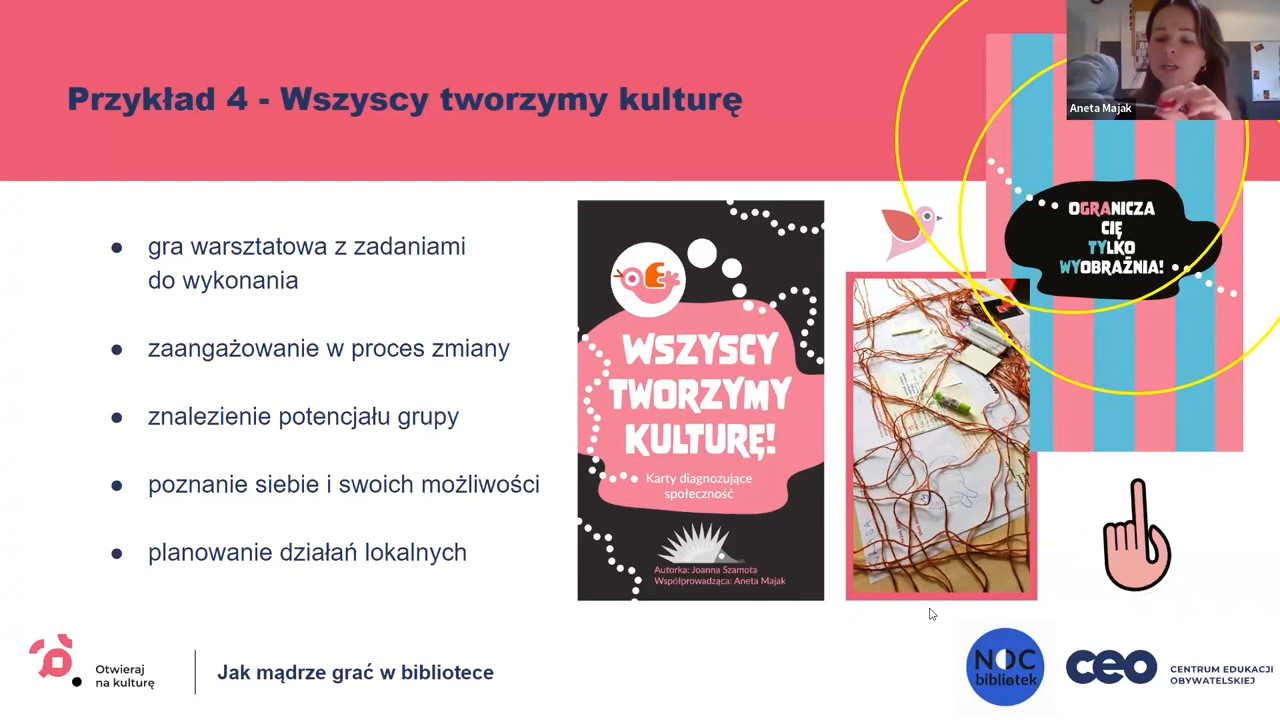 Przykład 4 - Wszyscy tworzymy kulturę
Aneta Majak
gra warsztatowa z zadaniami
do wykonania
zaangażowanie w proces zmiany
znalezienie potencjału grupy
poznanie siebie i swoich możliwości
planowanie działań lokalnych
WSZYSCY
TWORZYMY
KULTURĘ!
Karty diagnozujące
społeczność
Autorka: Joanna Szamota
Współprowadząca: Aneta Majak
OGRANICZA
CIĘ
TYLKO
WYOBRAŹNIA!
Otwieraj
na kulturę
Jak mądrze grać w bibliotece
NOC
bibliotek
ceo
CENTRUM EDUKACJI
OBYWATELSKIEJ